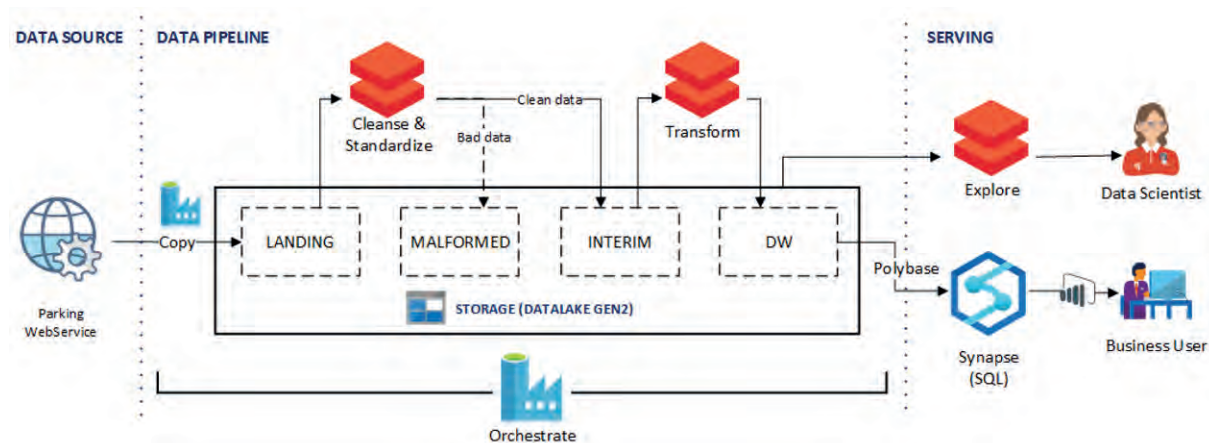 DATA SOURCE
DATA PIPELINE
SERVING
Cleanse &
Standardize
Clean data
Bad data
Transform
Explore
Data Scientist
Copy
LANDING
MALFORMED
INTERIM
DW
Polybase
STORAGE (DATALAKE GEN2)
Parking
WebService
Synapse
(SQL)
Business User
Orchestrate